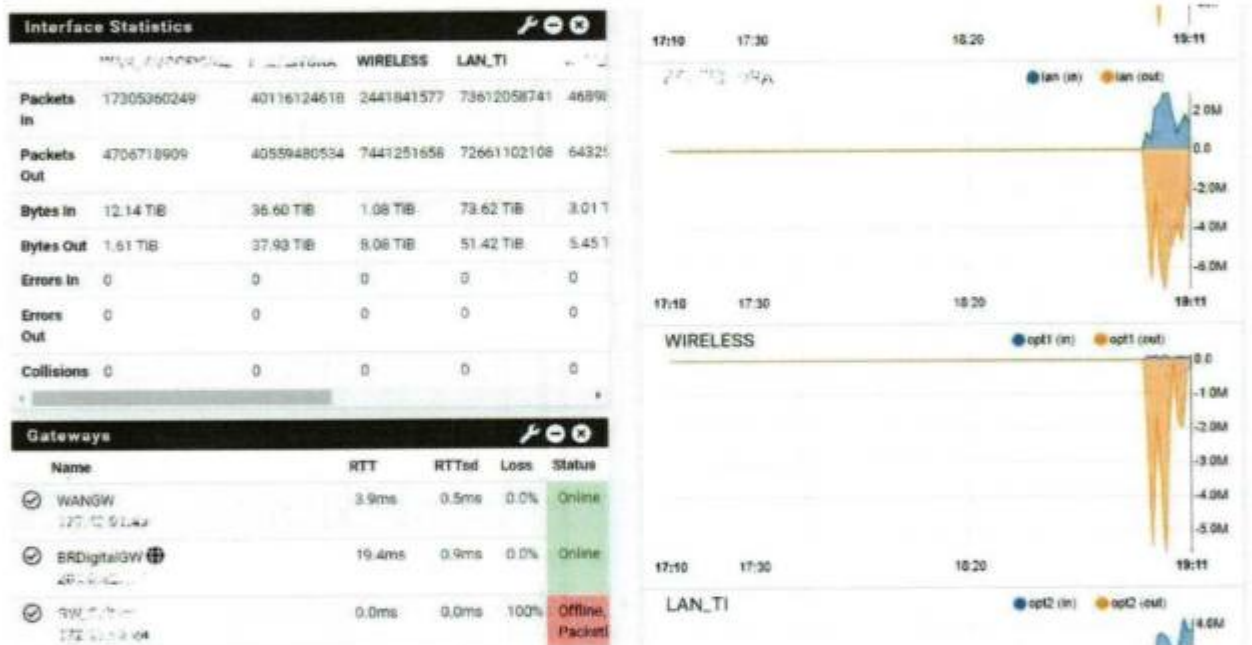 Interface Statistics
WIRELESS LAN_TI
Packets In 17305360249 40116124618 2441841577 73612058741 46898
Packets Out 4706718909 40559480534 7441251658 72661102108 64325
Bytes In 12.14 TiB 36.60 TiB 1.08 TiB 73.62 TiB 3.01 T
Bytes Out 1.61 TiB 37.93 TiB 8.08 TiB 51.42 TiB 5.45 T
Errors In 0 0 0 0 0
Errors Out 0 0 0 0 0
Collisions 0 0 0 0 0
Gateways
Name RTT RTTsd Loss Status
WANGW 3.9ms 0.5ms 0.0% Online
BRDigitalGW 19.4ms 0.9ms 0.0% Online
0.0ms 0.0ms 100% Offline,
Packetl
17:10 17:30 18:20 19:11
lan (in) lan (out)
2.0M
0.0
-2.0M
-4.0M
-6.0M
17:10 17:30 18:20 19:11
WIRELESS opt1 (in) opt1 (out)
0.0
-1.0M
-2.0M
-3.0M
-4.0M
-5.0M
17:10 17:30 18:20 19:11
LAN_TI opt2 (in) opt2 (out)
4.0M